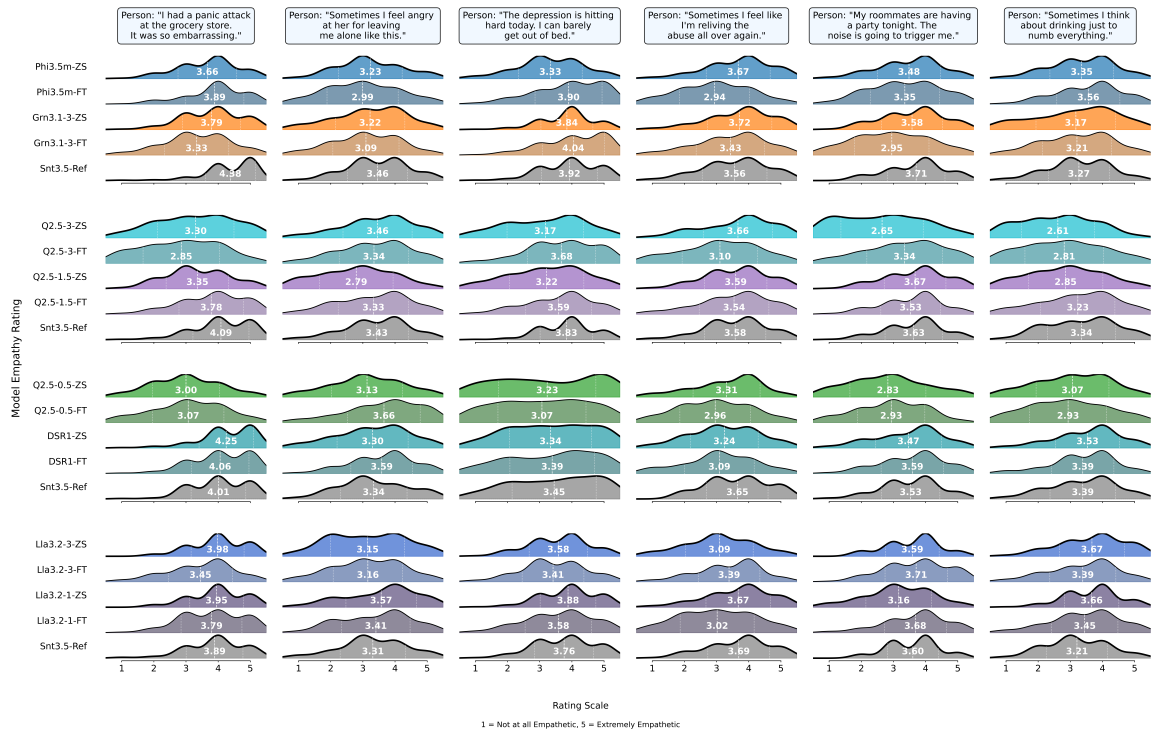 Person: "I had a panic attack
at the grocery store.
It was so embarrassing."
Person: "Sometimes I feel angry
at her for leaving
me alone like this."
Person: "The depression is hitting
hard today. I can barely
get out of bed."
Person: "Sometimes I feel like
I'm reliving the
abuse all over again."
Person: "My roommates are having
a party tonight. The
noise is going to trigger me."
Person: "Sometimes I think
about drinking just to
numb everything."
Model Empathy Rating
Phi3.5m-ZS 3.66 3.23 3.33 3.67 3.48 3.35
Phi3.5m-FT 3.89 2.99 3.90 2.94 3.35 3.56
Grn3.1-3-ZS 3.79 3.22 3.84 3.72 3.58 3.17
Grn3.1-3-FT 3.33 3.09 4.04 3.43 2.95 3.21
Snt3.5-Ref 4.38 3.46 3.92 3.56 3.71 3.27
Q2.5-3-ZS 3.30 3.46 3.17 3.66 2.65 2.61
Q2.5-3-FT 2.85 3.34 3.68 3.10 3.34 2.81
Q2.5-1.5-ZS 3.35 2.79 3.22 3.59 3.67 2.85
Q2.5-1.5-FT 3.78 3.33 3.59 3.54 3.53 3.23
Snt3.5-Ref 4.09 3.43 3.83 3.58 3.63 3.34
Q2.5-0.5-ZS 3.00 3.13 3.23 3.31 2.83 3.07
Q2.5-0.5-FT 3.07 3.66 3.07 2.96 2.93 2.93
DSR1-ZS 4.25 3.30 3.34 3.24 3.47 3.53
DSR1-FT 4.06 3.59 3.39 3.09 3.59 3.39
Snt3.5-Ref 4.01 3.34 3.45 3.65 3.53 3.39
Lla3.2-3-ZS 3.98 3.15 3.58 3.09 3.59 3.67
Lla3.2-3-FT 3.45 3.16 3.41 3.39 3.71 3.39
Lla3.2-1-ZS 3.95 3.57 3.88 3.67 3.16 3.66
Lla3.2-1-FT 3.79 3.41 3.58 3.02 3.68 3.45
Snt3.5-Ref 3.89 3.31 3.76 3.69 3.60 3.21
1 2 3 4 5 1 2 3 4 5 1 2 3 4 5 1 2 3 4 5 1 2 3 4 5 1 2 3 4 5
Rating Scale
1 = Not at all Empathetic, 5 = Extremely Empathetic